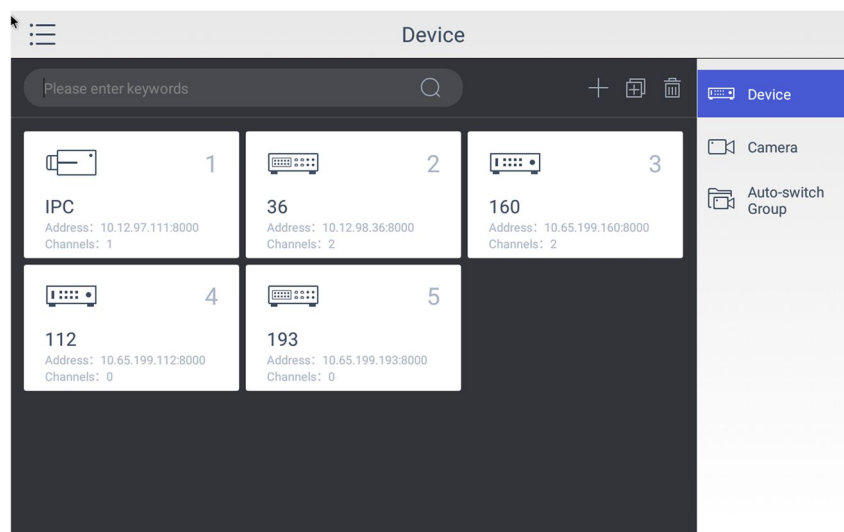 Device
Please enter keywords
1
IPC
Address: 10.12.97.111:8000
Channels: 1
2
36
Address: 10.12.98.36:8000
Channels: 2
3
160
Address: 10.65.199.160:8000
Channels: 2
4
112
Address: 10.65.199.112:8000
Channels: 0
5
193
Address: 10.65.199.193:8000
Channels: 0
Device
Camera
Auto-switch
Group